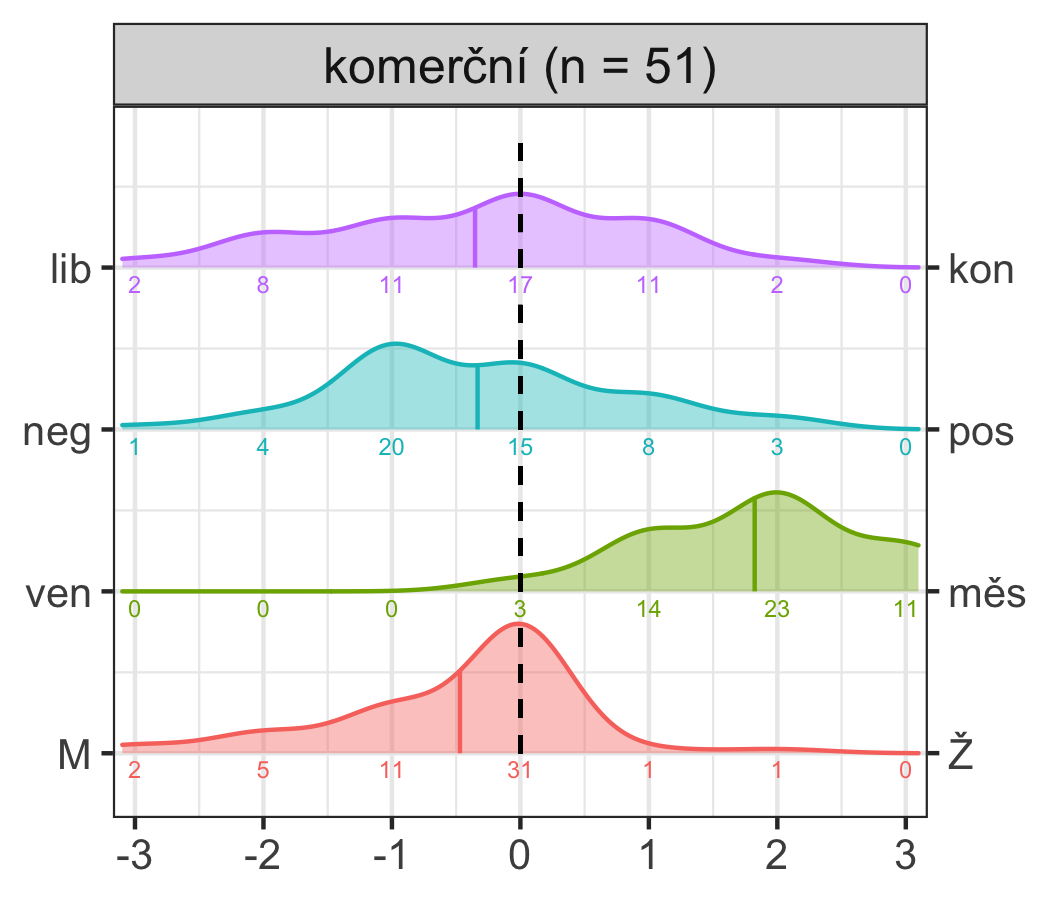 komerční (n = 51)
lib kon
2 8 11 17 11 2 0
neg pos
1 4 20 15 8 3 0
ven měs
0 0 0 3 14 23 11
M Ž
2 5 11 31 1 1 0
-3 -2 -1 0 1 2 3